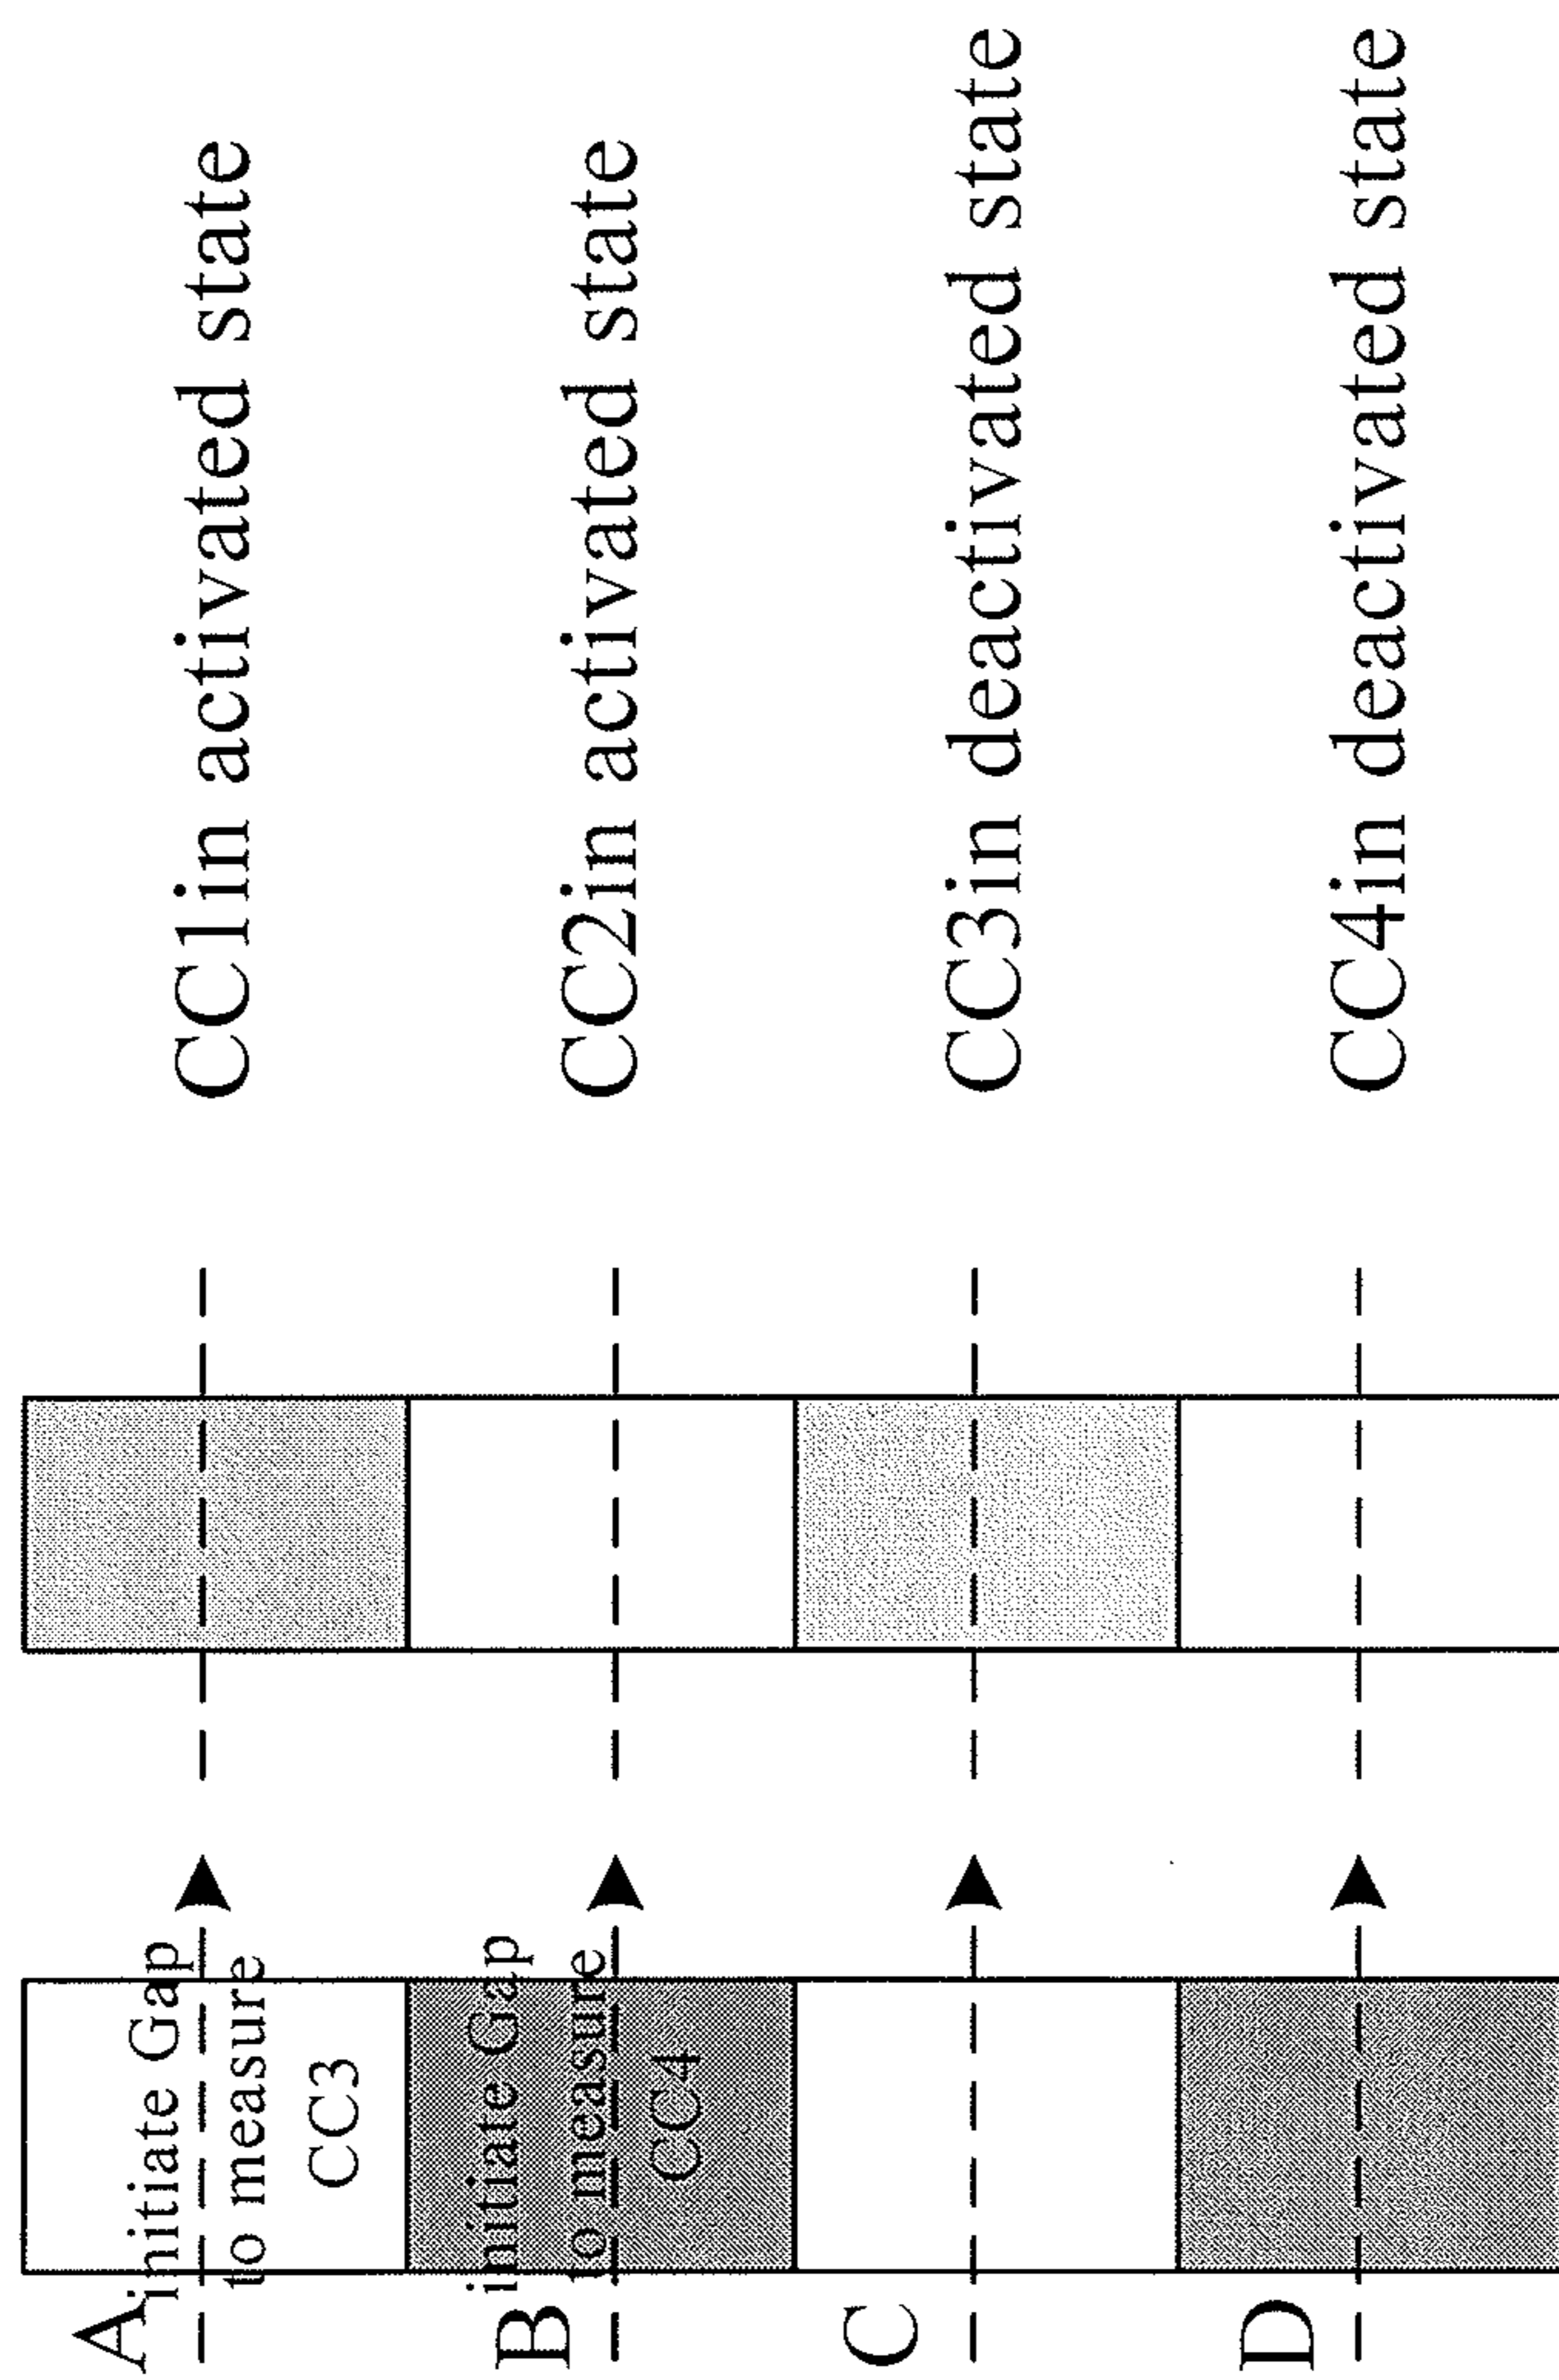 A
initiate Gap
to measure
CC3
CC1in activated state
B
initiate Gap
to measure
CC4
CC2in activated state
C
CC3in deactivated state
D
CC4in deactivated state